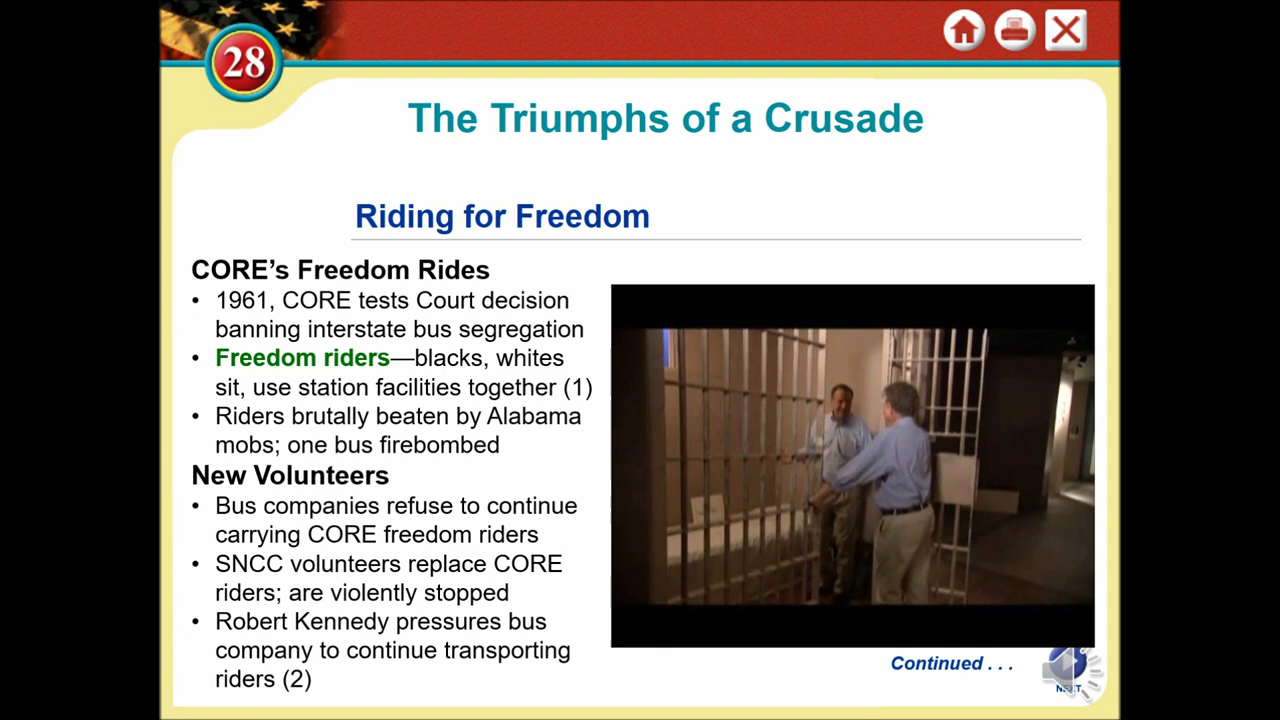 28
The Triumphs of a Crusade
Riding for Freedom
CORE’s Freedom Rides
• 1961, CORE tests Court decision
banning interstate bus segregation
• Freedom riders—blacks, whites
sit, use station facilities together (1)
• Riders brutally beaten by Alabama
mobs; one bus firebombed
New Volunteers
• Bus companies refuse to continue
carrying CORE freedom riders
• SNCC volunteers replace CORE
riders; are violently stopped
• Robert Kennedy pressures bus
company to continue transporting
riders (2)
Continued . . .
NEXT